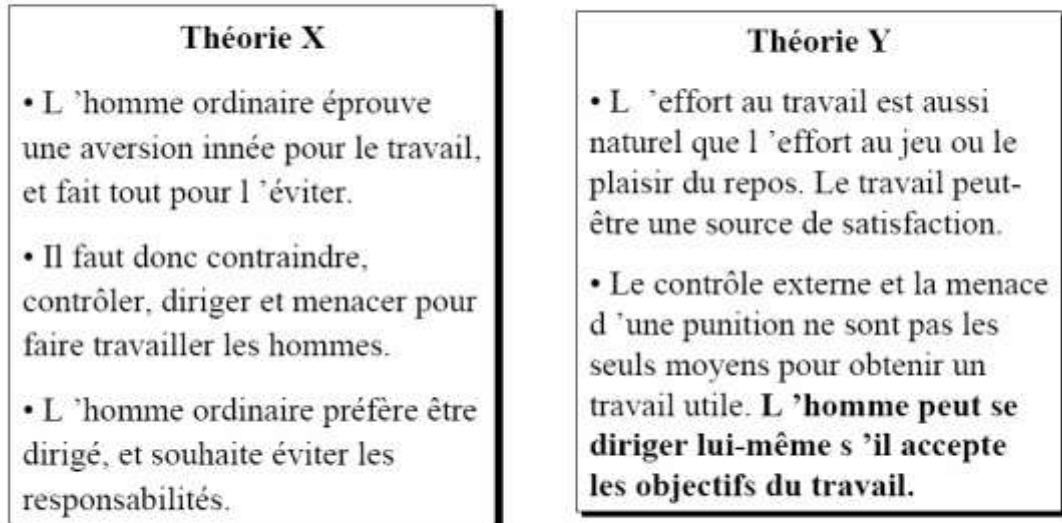 Théorie X
• L ’homme ordinaire éprouve
une aversion innée pour le travail,
et fait tout pour l ’éviter.
• Il faut donc contraindre,
contrôler, diriger et menacer pour
faire travailler les hommes.
• L ’homme ordinaire préfère être
dirigé, et souhaite éviter les
responsabilités.
Théorie Y
• L ’effort au travail est aussi
naturel que l ’effort au jeu ou le
plaisir du repos. Le travail peut-
être une source de satisfaction.
• Le contrôle externe et la menace
d ’une punition ne sont pas les
seuls moyens pour obtenir un
travail utile. L ’homme peut se
diriger lui-même s ’il accepte
les objectifs du travail.